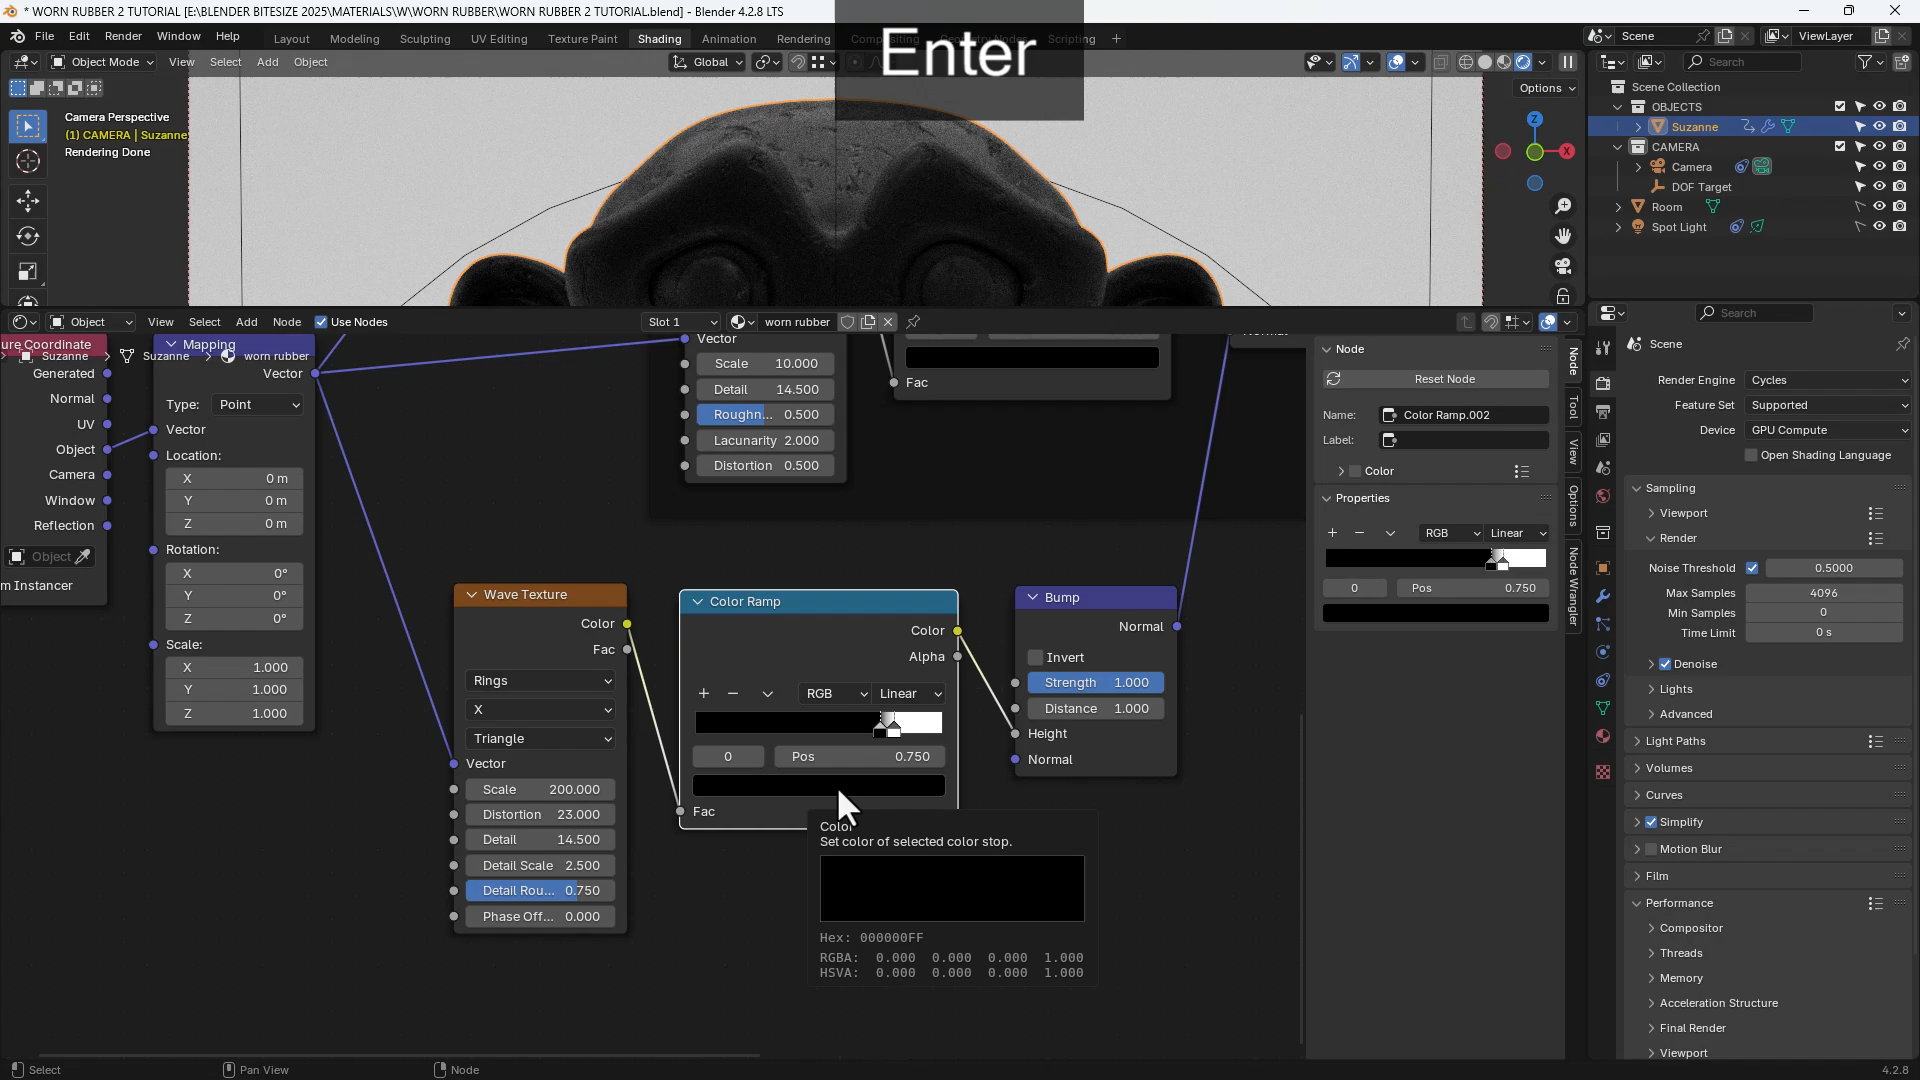 * WORN RUBBER 2 TUTORIAL [E:\BLENDER BITESIZE 2025\MATERIALS\W\WORN RUBBER\WORN RUBBER 2 TUTORIAL.blend] - Blender 4.2.8 LTS
File Edit Render Window Help
Layout Modeling Sculpting UV Editing Texture Paint Shading Animation Rendering Compositing Geometry Nodes Scripting +
Enter
Scene
ViewLayer
Object Mode View Select Add Object
Global
Options
Search
Camera Perspective
(1) CAMERA | Suzanne
Rendering Done
Z
X
Scene Collection
OBJECTS
Suzanne
CAMERA
Camera
DOF Target
Room
Spot Light
Object View Select Add Node Use Nodes
Slot 1
worn rubber
Search
ure Coordinate
Suzanne > Suzanne > worn rubber
Generated
Normal
UV
Object
Camera
Window
Reflection
Object
m Instancer
Mapping
Vector
Type: Point
Vector
Location:
X 0 m
Y 0 m
Z 0 m
Rotation:
X 0°
Y 0°
Z 0°
Scale:
X 1.000
Y 1.000
Z 1.000
Vector
Scale 10.000
Detail 14.500
Roughn... 0.500
Lacunarity 2.000
Distortion 0.500
Fac
Wave Texture
Color
Fac
Rings
X
Triangle
Vector
Scale 200.000
Distortion 23.000
Detail 14.500
Detail Scale 2.500
Detail Rou... 0.750
Phase Off... 0.000
Color Ramp
Color
Alpha
RGB Linear
0 Pos 0.750
Fac
Color
Set color of selected color stop.
Hex: 000000FF
RGBA: 0.000 0.000 0.000 1.000
HSVA: 0.000 0.000 0.000 1.000
Bump
Normal
Invert
Strength 1.000
Distance 1.000
Height
Normal
Node
Reset Node
Name: Color Ramp.002
Label:
Color
Properties
RGB Linear
0 Pos 0.750
Node
Tool
View
Options
Node Wrangler
Scene
Render Engine Cycles
Feature Set Supported
Device GPU Compute
Open Shading Language
Sampling
Viewport
Render
Noise Threshold 0.5000
Max Samples 4096
Min Samples 0
Time Limit 0 s
Denoise
Lights
Advanced
Light Paths
Volumes
Curves
Simplify
Motion Blur
Film
Performance
Compositor
Threads
Memory
Acceleration Structure
Final Render
Viewport
Select
Pan View
Node
4.2.8